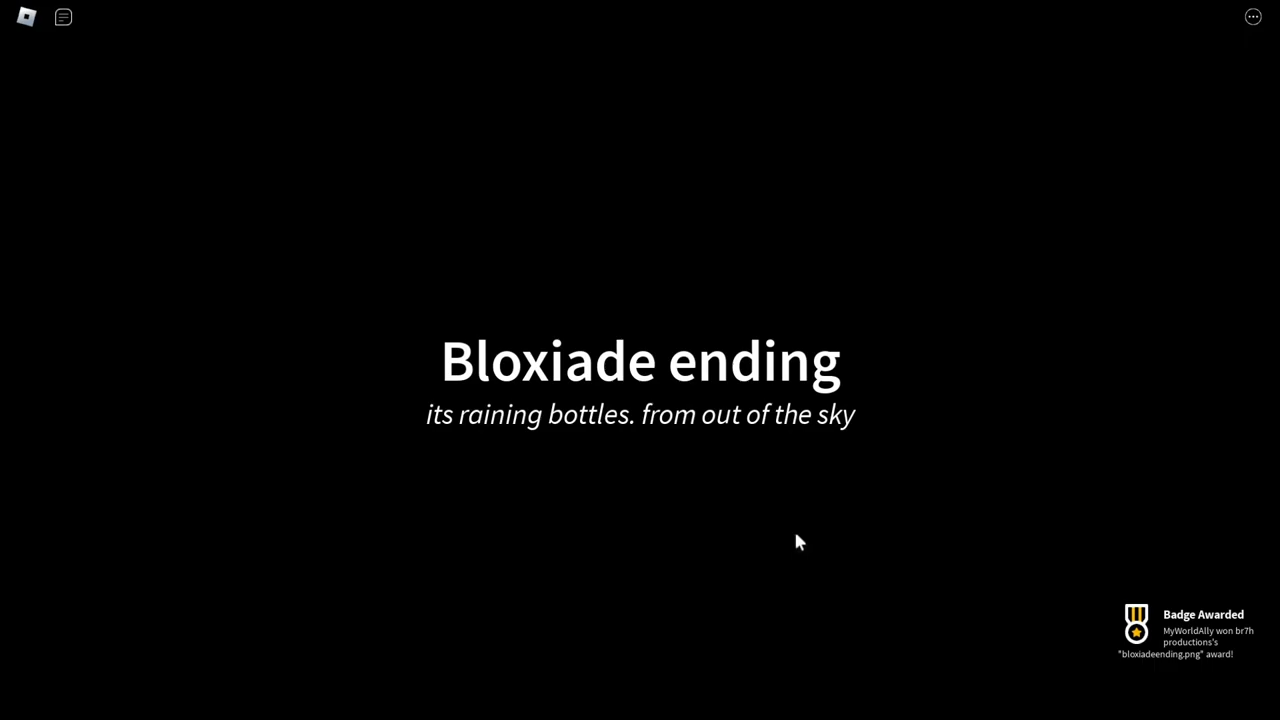 Bloxiade ending
its raining bottles. from out of the sky
Badge Awarded
MyWorldAlly won br7h
productions's
"bloxiadeending.png" award!